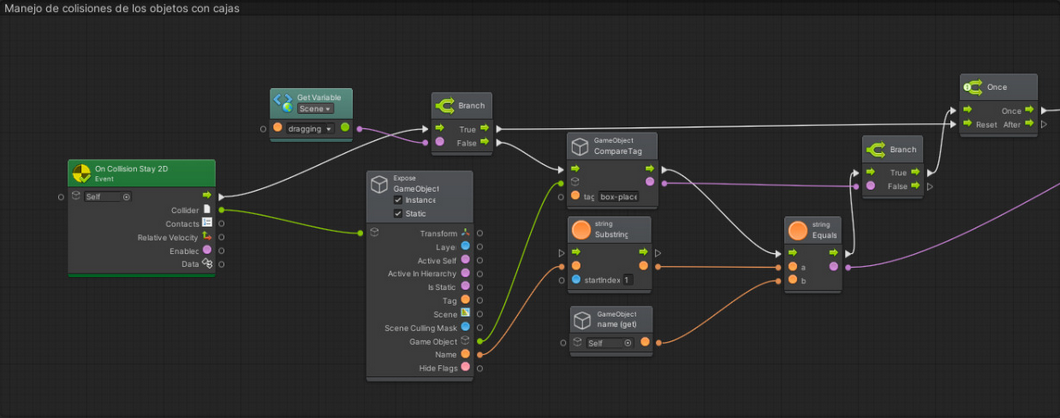 Manejo de colisiones de los objetos con cajas
Get Variable
Scene
dragging
Branch
True
False
Once
Once
Reset After
On Collision Stay 2D
Event
Self
Collider
Contacts
Relative Velocity
Enabled
Data
Expose
GameObject
Instance
Static
Transform
Layer
Active Self
Active In Hierarchy
Is Static
Tag
Scene
Scene Culling Mask
Game Object
Name
Hide Flags
GameObject
CompareTag
tag box-place
string
Substring
startIndex 1
GameObject
name (get)
Self
Branch
True
False
string
Equals
a
b